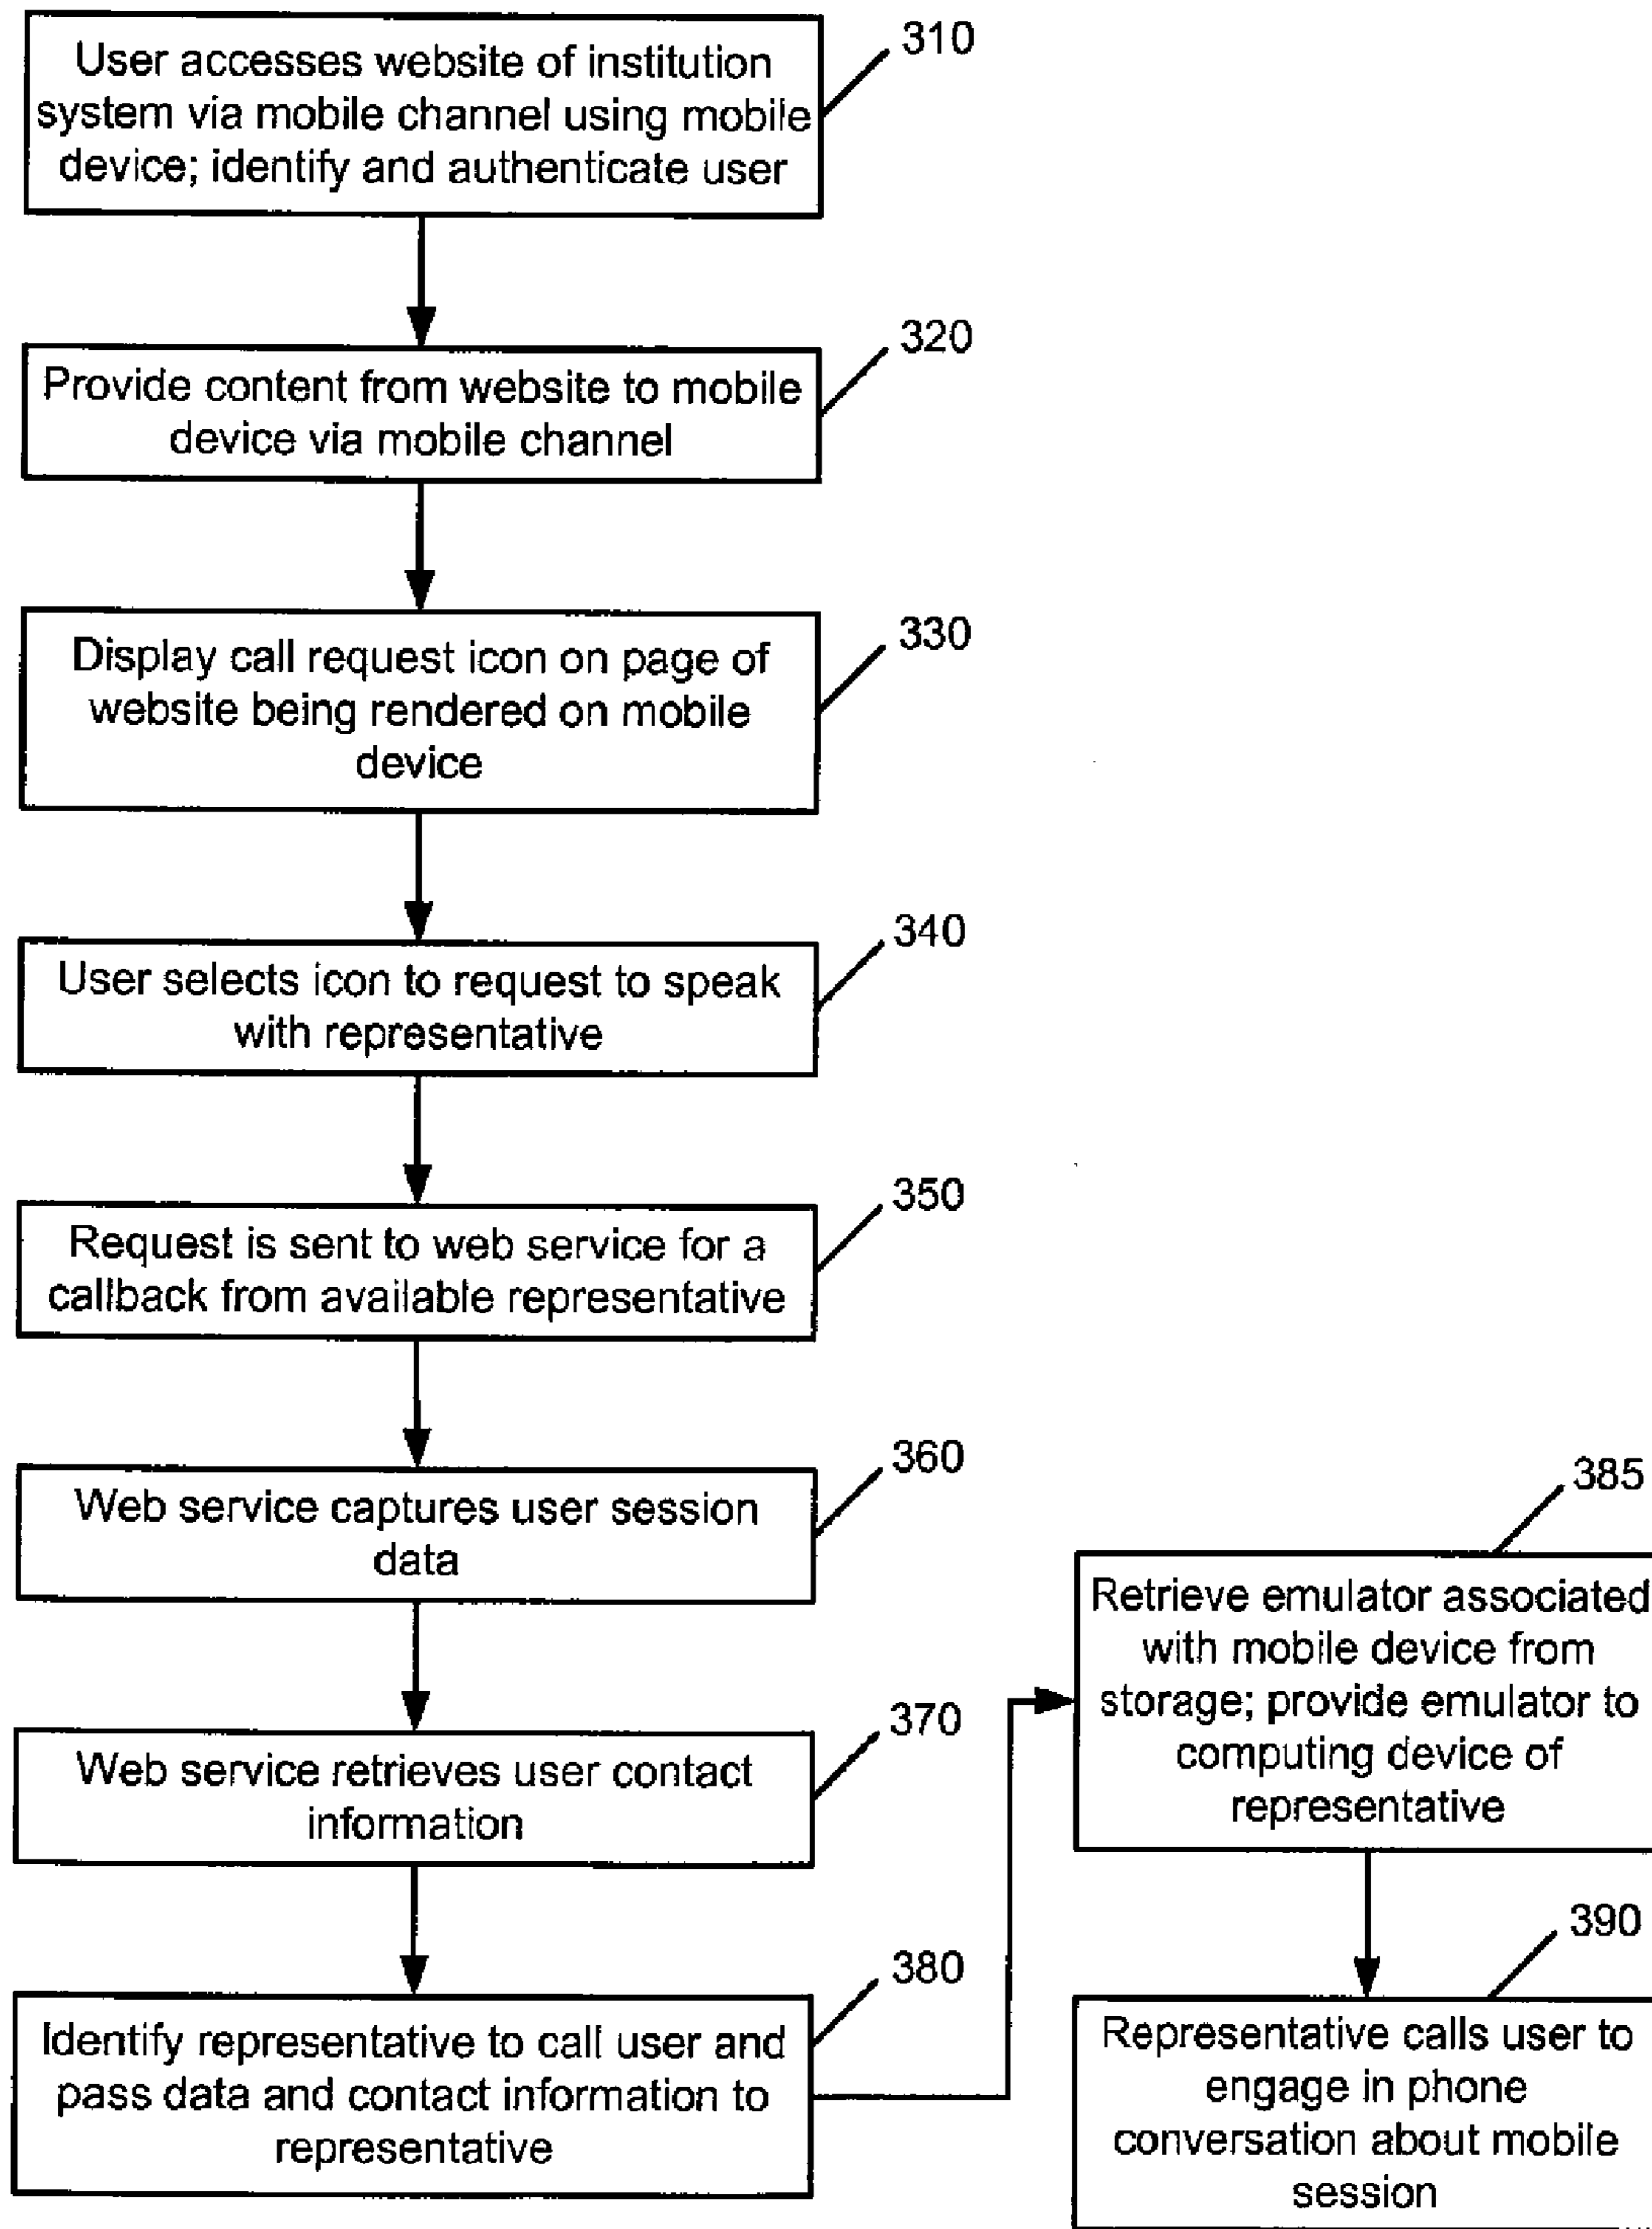 310
User accesses website of institution
system via mobile channel using mobile
device; identify and authenticate user
320
Provide content from website to mobile
device via mobile channel
330
Display call request icon on page of
website being rendered on mobile
device
340
User selects icon to request to speak
with representative
350
Request is sent to web service for a
callback from available representative
360
Web service captures user session
data
370
Web service retrieves user contact
information
380
Identify representative to call user and
pass data and contact information to
representative
385
Retrieve emulator associated
with mobile device from
storage; provide emulator to
computing device of
representative
390
Representative calls user to
engage in phone
conversation about mobile
session